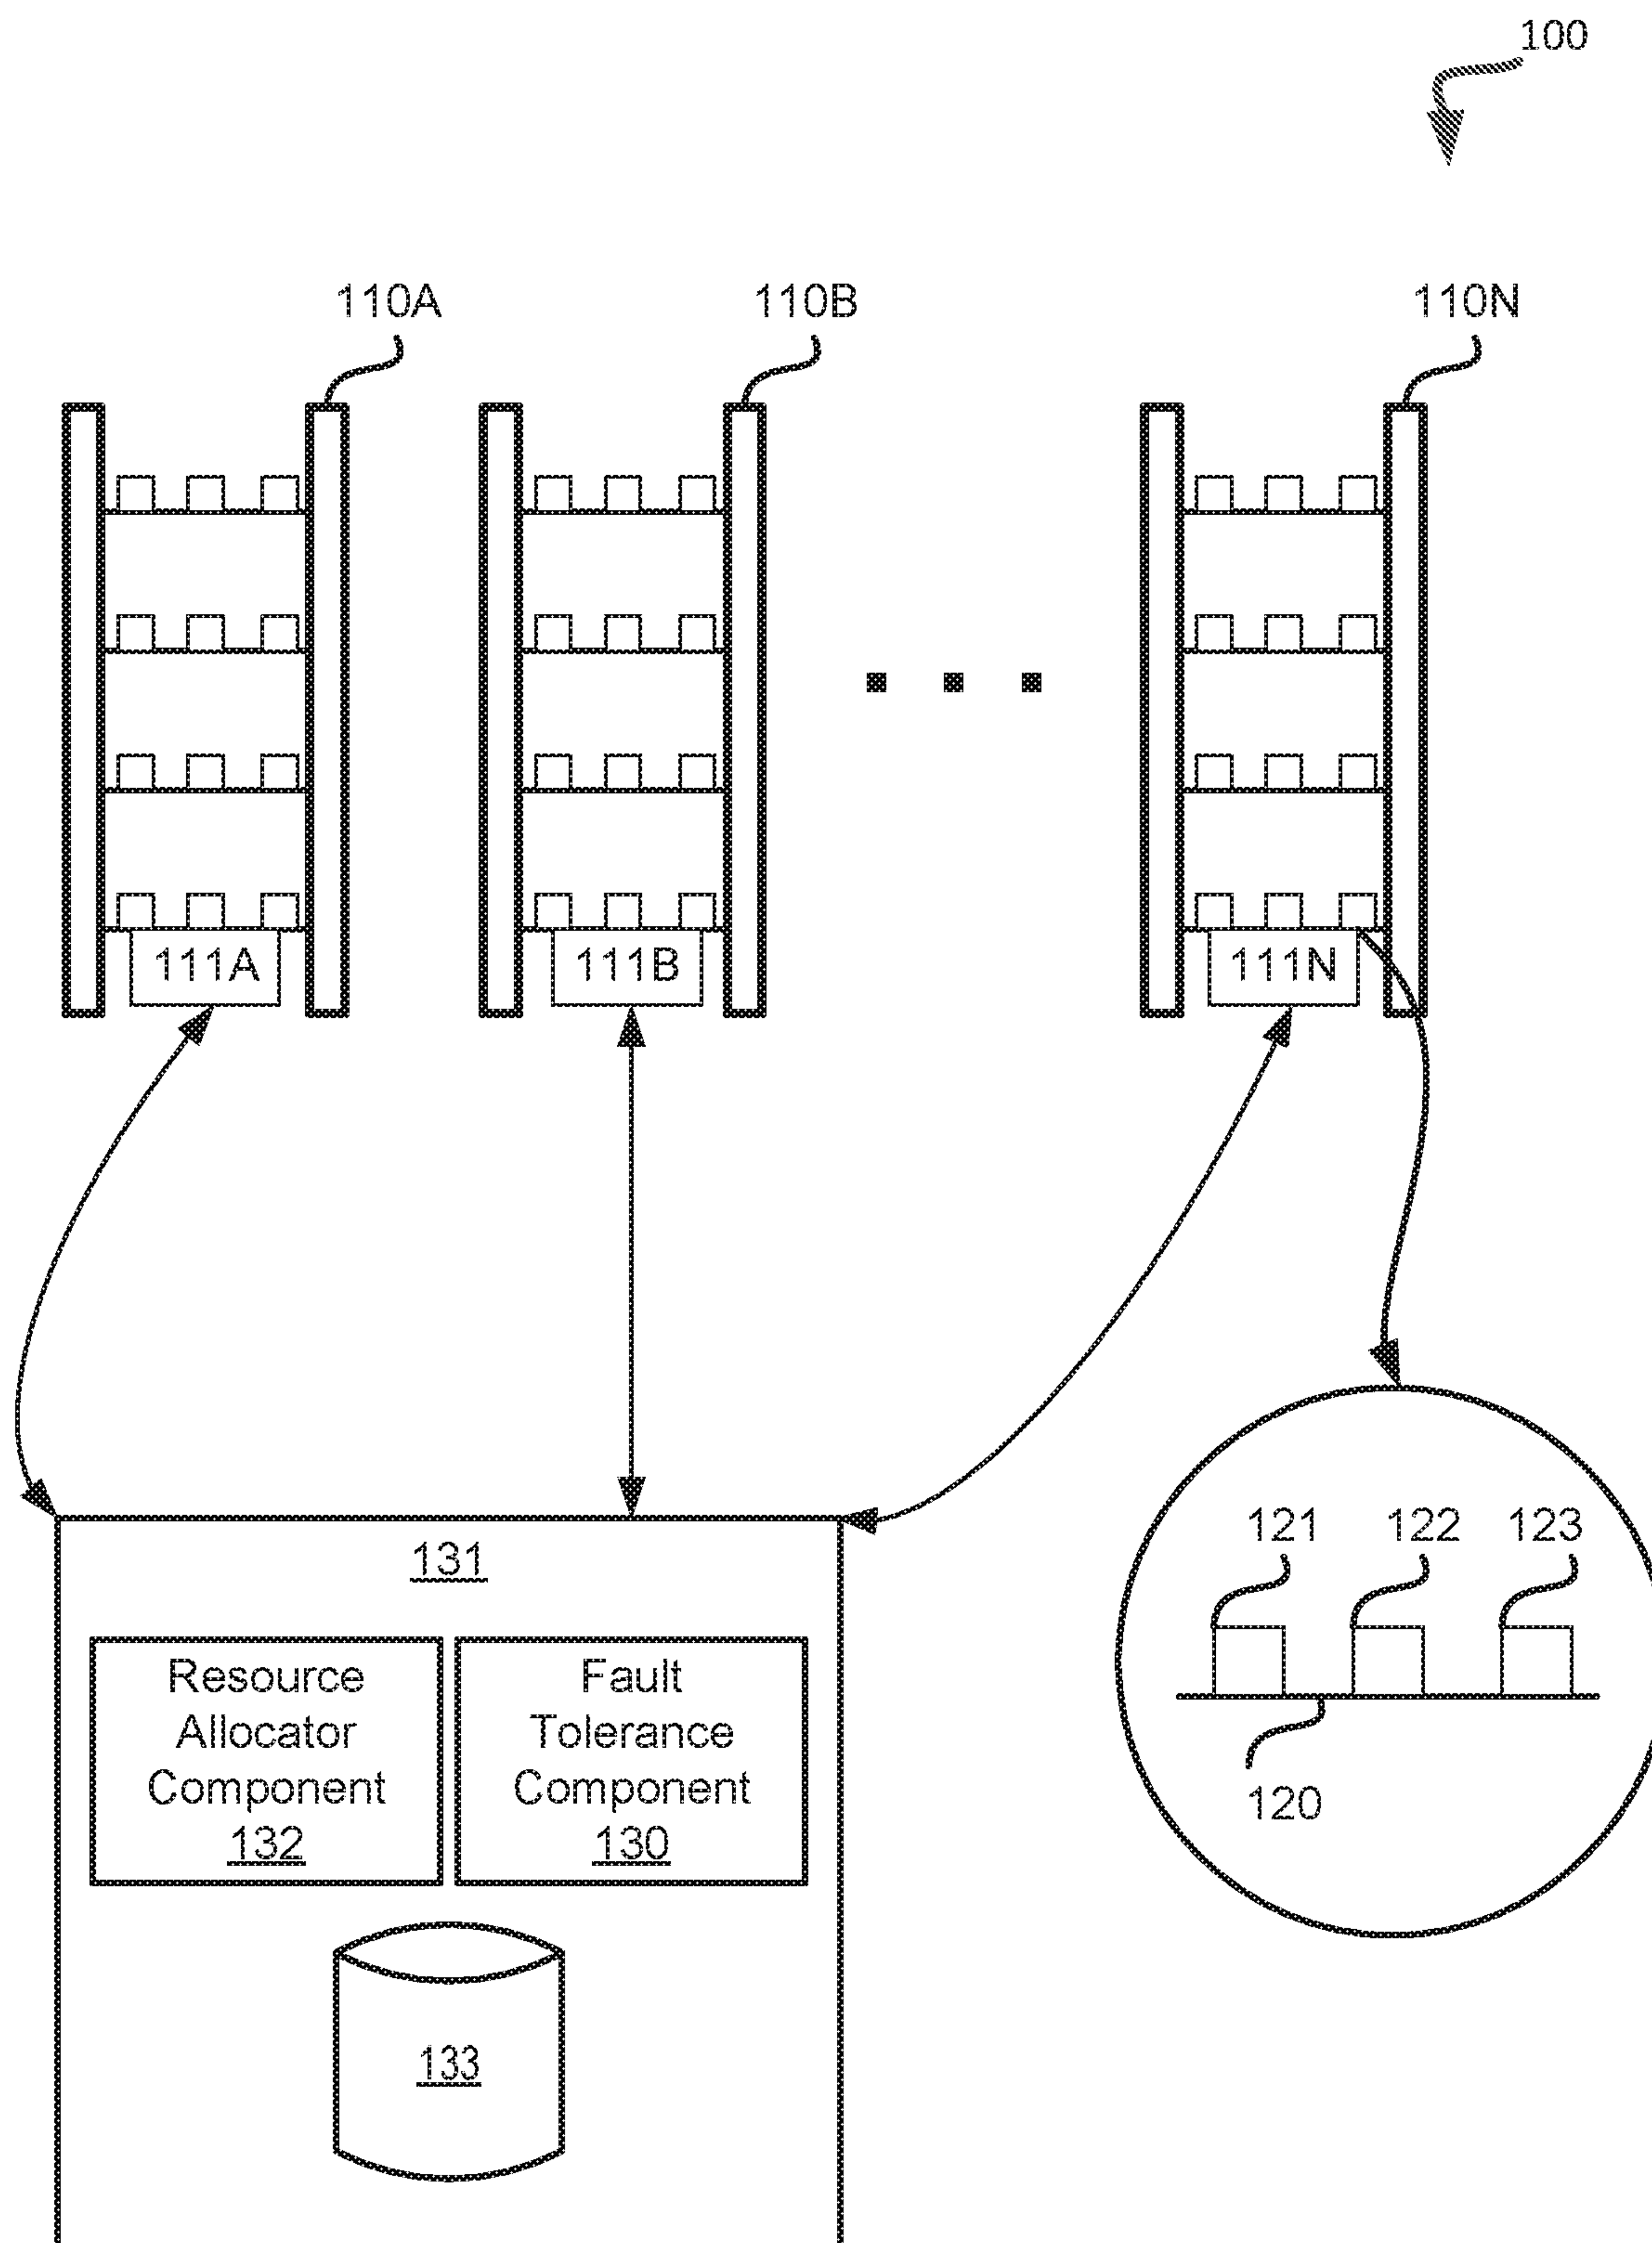 100
110A
110B
110N
111A
111B
111N
131
Resource
Allocator
Component
132
Fault
Tolerance
Component
130
133
121
122
123
120